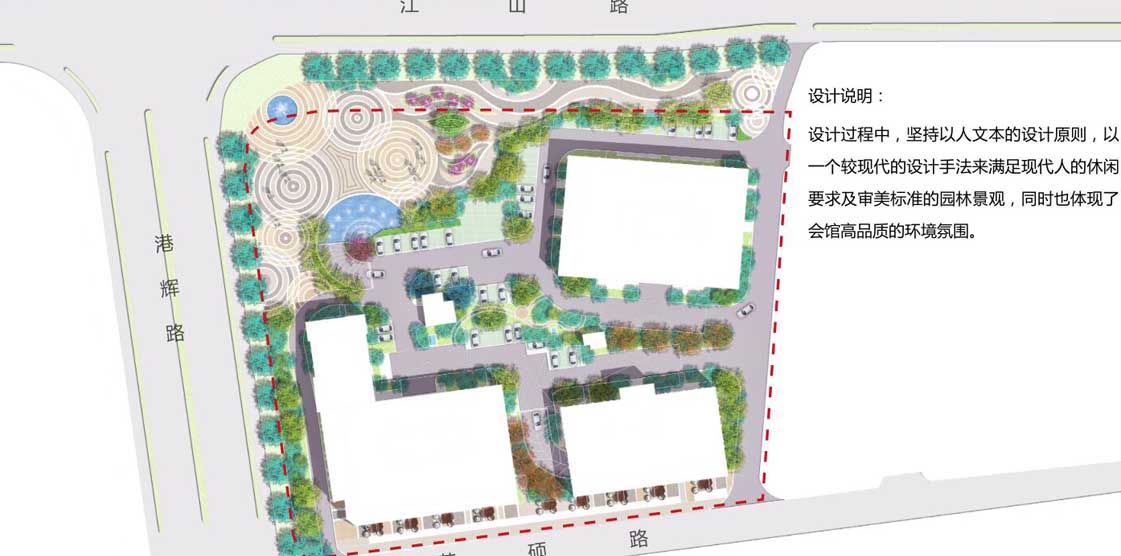 江山路
设计说明：
设计过程中，坚持以人文本的设计原则，以
一个较现代的设计手法来满足现代人的休闲
要求及审美标准的园林景观，同时也体现了
会馆高品质的环境氛围。
港辉路
硕路